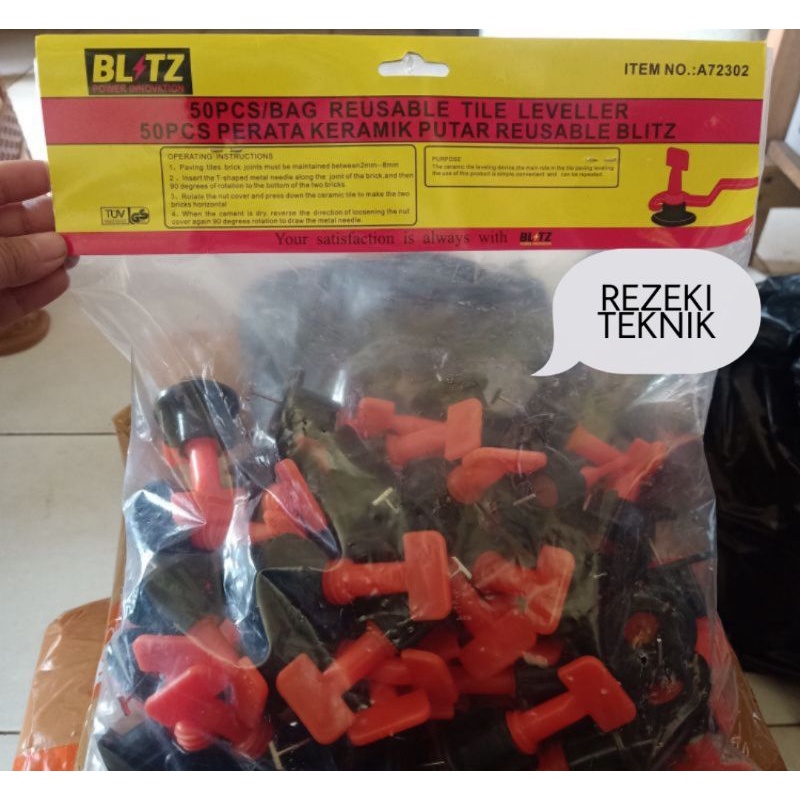 BLITZ
POWER INNOVATION
ITEM NO.:A72302
50PCS/BAG REUSABLE TILE LEVELLER
50PCS PERATA KERAMIK PUTAR REUSABLE BLITZ
OPERATING INSTRUCTIONS
1、Paving tiles brick joints must be maintained between2mm--8mm
2、Insert the T-shaped metal needle along the joint of the brick,and then
90 degrees of rotation to the bottom of the two bricks.
3、Rotate the nut cover and press down the ceramic tile to make the two
bricks horizontal
4、When the cement is dry, reverse the direction of loosening the nut
cover again 90 degrees rotation to draw the metal needle.
PURPOSE
The ceramic tile leveling device,the main role in the tile paving leveling
the use of this product is simple convenient and can be repeated.
TUV GS
Your satisfaction is always with BLITZ
REZEKI
TEKNIK